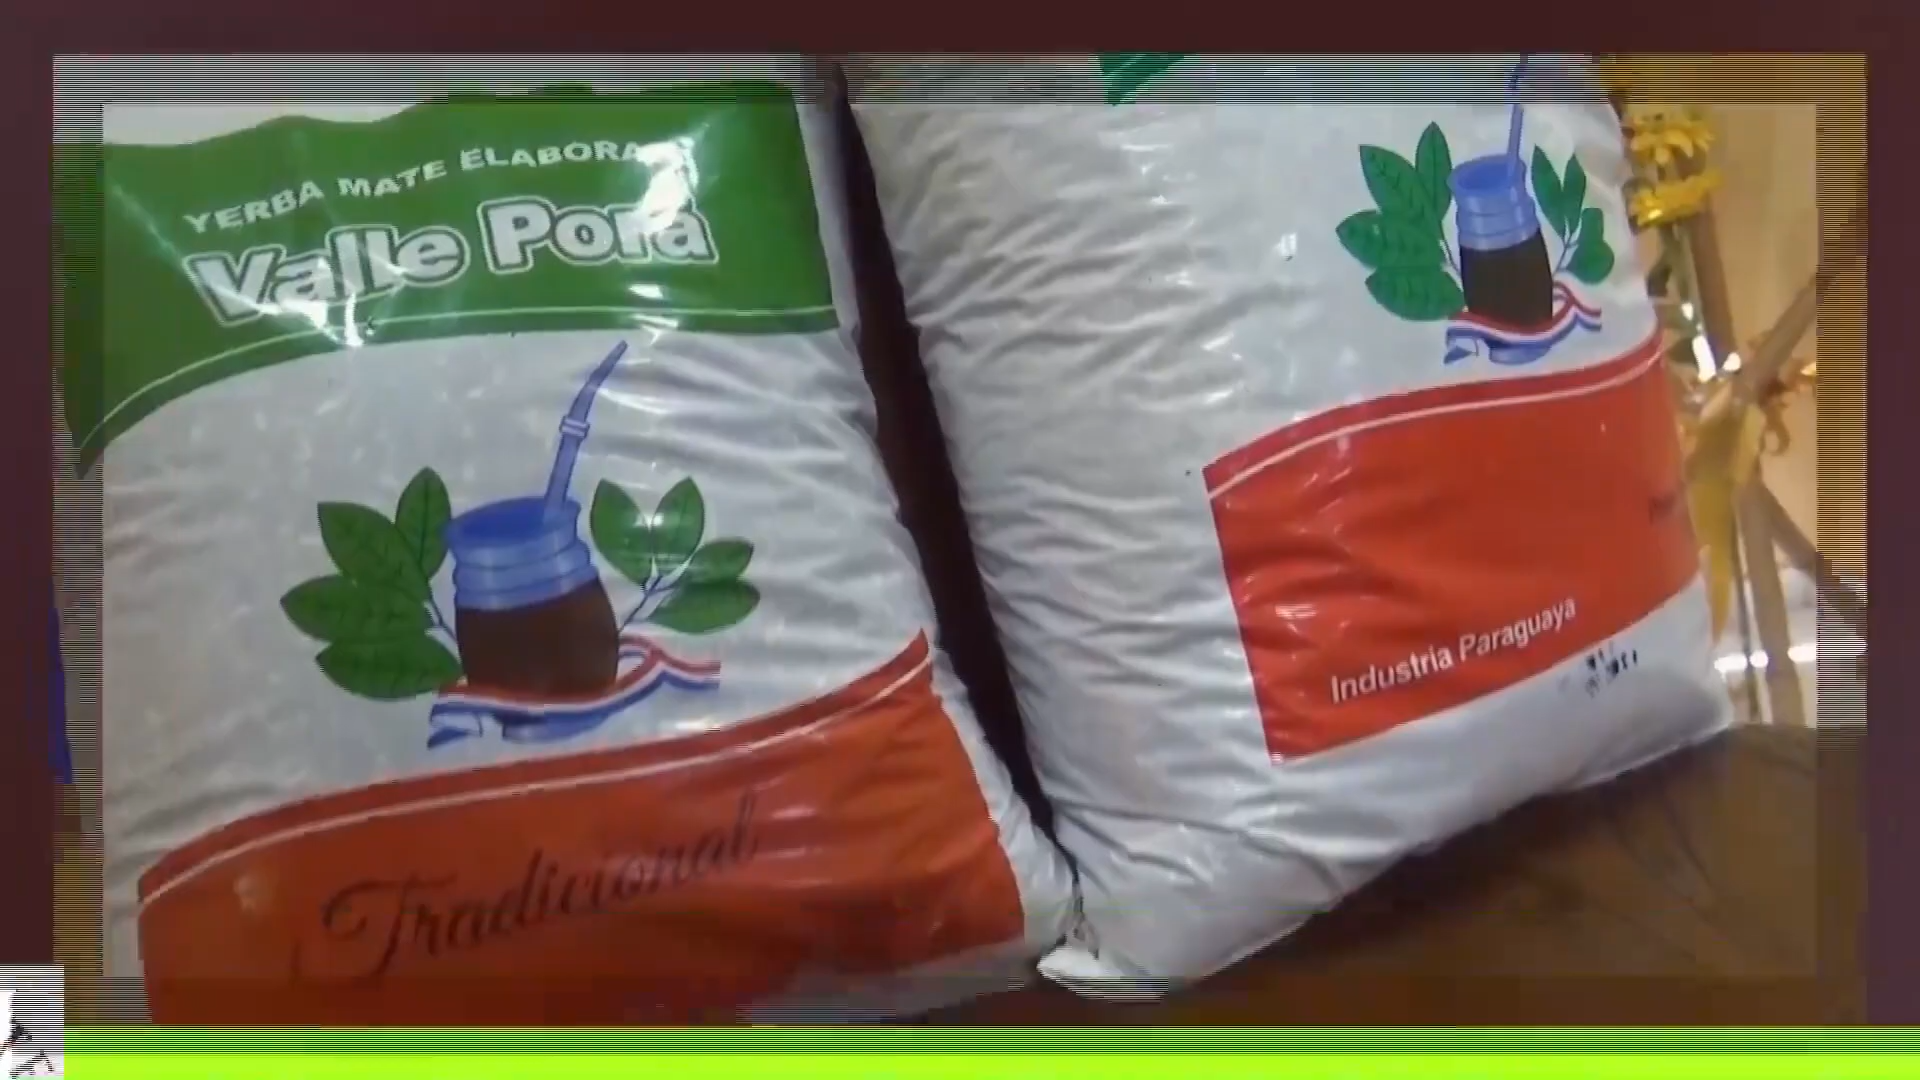 YERBA MATE ELABORA
Valle Porã
Tradicional
Industria Paraguaya